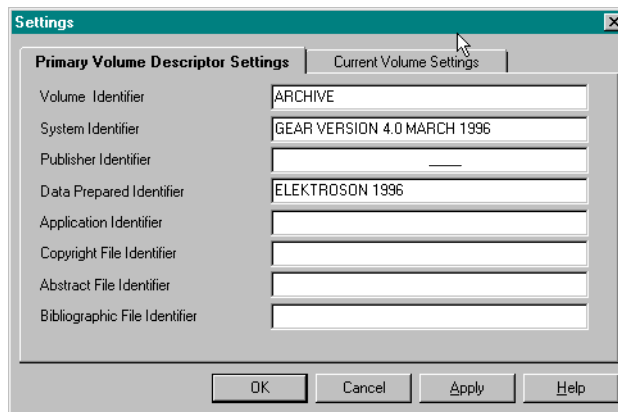 Settings
Primary Volume Descriptor Settings
Current Volume Settings
Volume Identifier
ARCHIVE
System Identifier
GEAR VERSION 4.0 MARCH 1996
Publisher Identifier
Data Prepared Identifier
ELEKTROSON 1996
Application Identifier
Copyright File Identifier
Abstract File Identifier
Bibliographic File Identifier
OK
Cancel
Apply
Help